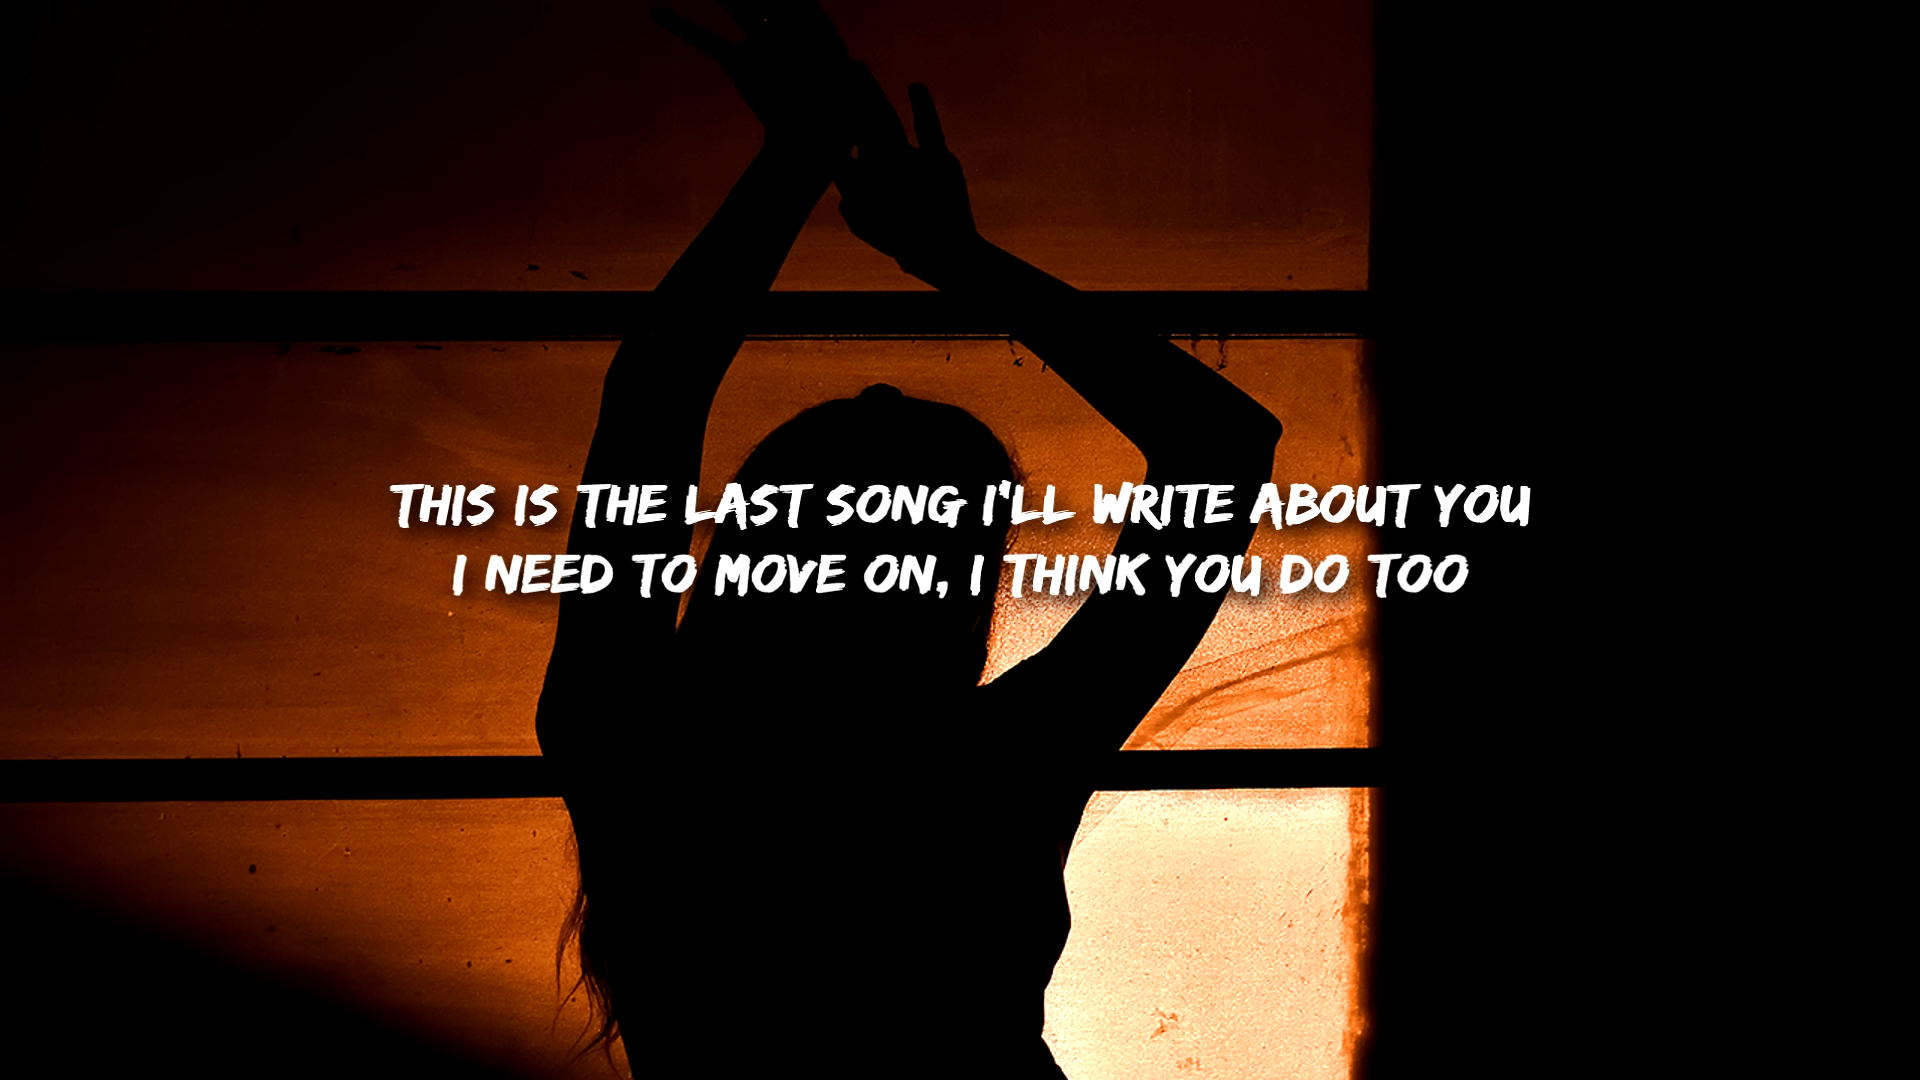 THIS IS THE LAST SONG I'LL WRITE ABOUT YOU
I NEED TO MOVE ON, I THINK YOU DO TOO